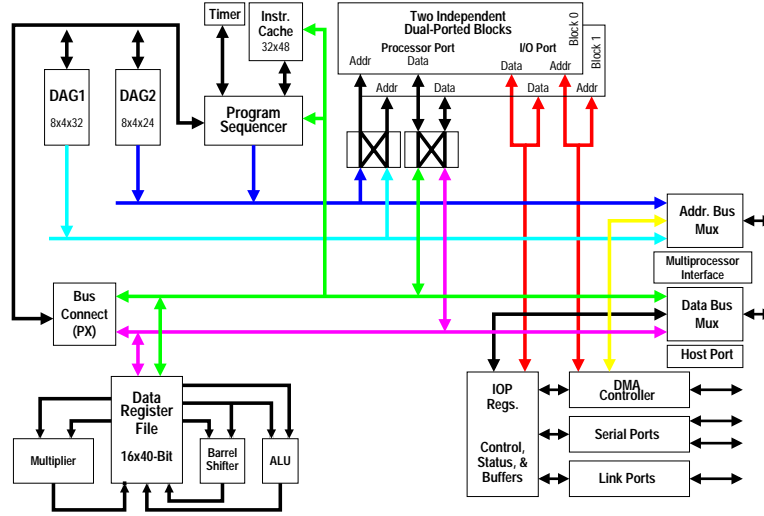 Timer
Instr.
Cache
32x48
Two Independent
Dual-Ported Blocks
Processor Port
I/O Port
Block 0
Block 1
Addr
Data
Data
Addr
Addr
Data
Data
Addr
DAG1
8x4x32
DAG2
8x4x24
Program
Sequencer
Addr. Bus
Mux
Multiprocessor
Interface
Bus
Connect
(PX)
Data Bus
Mux
Host Port
Data
Register
File
16x40-Bit
Multiplier
Barrel
Shifter
ALU
IOP
Regs.
Control,
Status, &
Buffers
DMA
Controller
Serial Ports
Link Ports